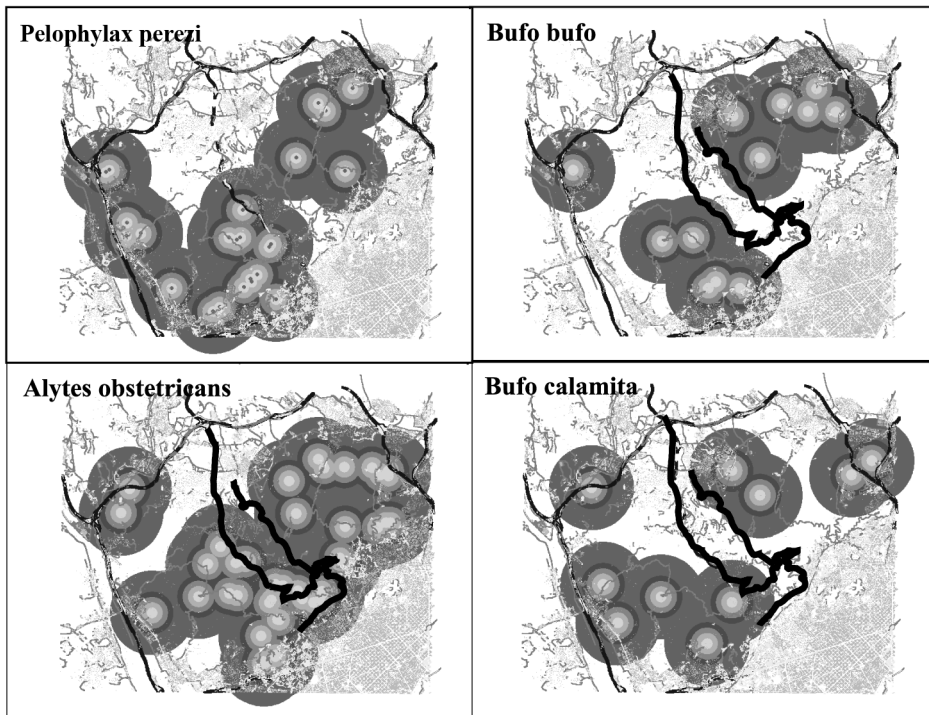 Pelophylax perezi
Bufo bufo
Alytes obstetricans
Bufo calamita